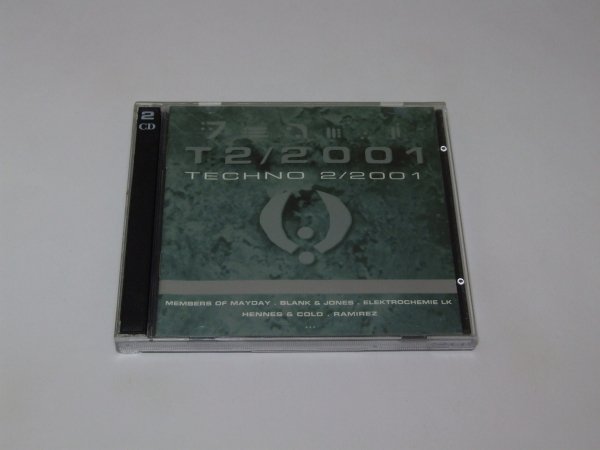 2
CD
T2/2001
TECHNO 2/2001
MEMBERS OF MAYDAY . BLANK & JONES . ELEKTROCHEMIE LK
HENNES & COLD . RAMIREZ
...